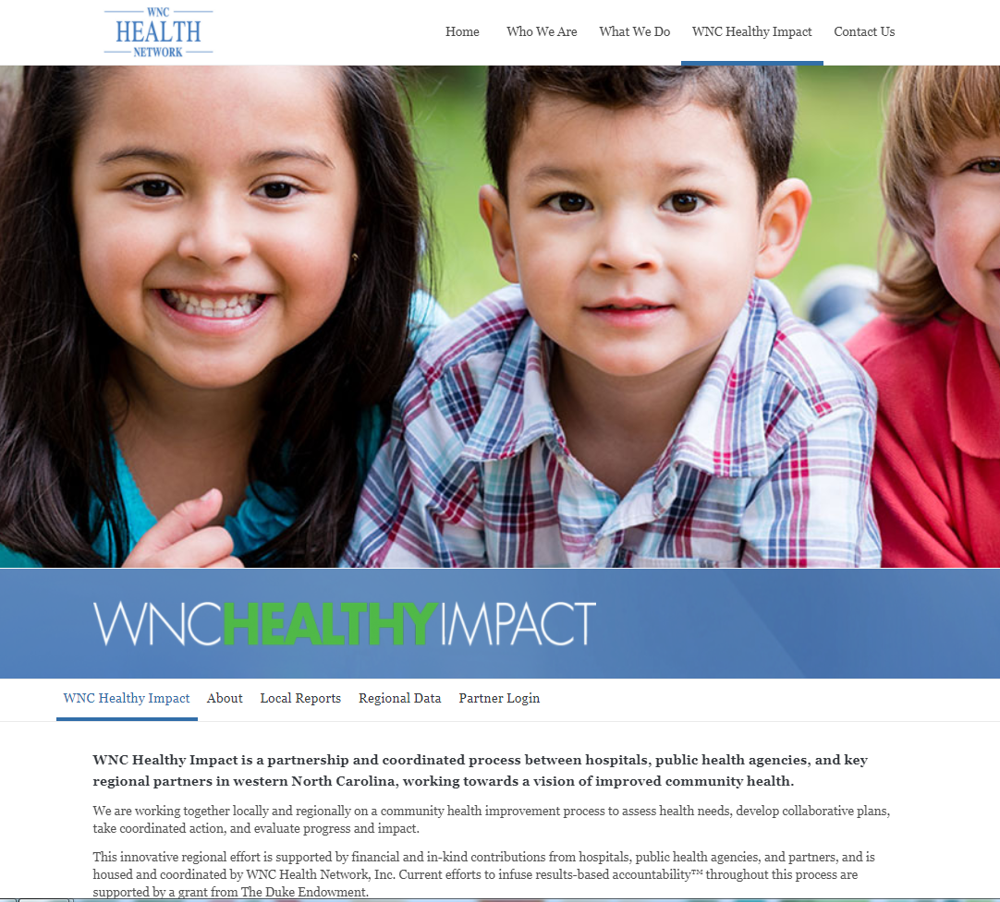 WNC
HEALTH
NETWORK
Home Who We Are What We Do WNC Healthy Impact Contact Us
WNCHEALTHYIMPACT
WNC Healthy Impact About Local Reports Regional Data Partner Login
WNC Healthy Impact is a partnership and coordinated process between hospitals, public health agencies, and key
regional partners in western North Carolina, working towards a vision of improved community health.
We are working together locally and regionally on a community health improvement process to assess health needs, develop collaborative plans,
take coordinated action, and evaluate progress and impact.
This innovative regional effort is supported by financial and in-kind contributions from hospitals, public health agencies, and partners, and is
housed and coordinated by WNC Health Network, Inc. Current efforts to infuse results-based accountability™ throughout this process are
supported by a grant from The Duke Endowment.